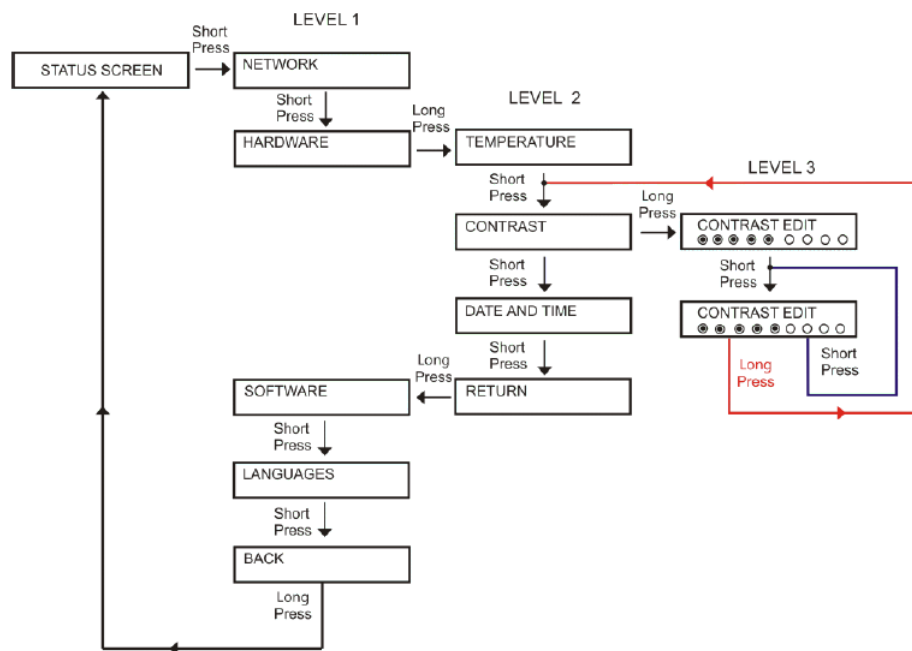 LEVEL 1
Short
Press
STATUS SCREEN
NETWORK
Short
Press
LEVEL 2
HARDWARE
Long
Press
TEMPERATURE
LEVEL 3
Short
Press
CONTRAST
Long
Press
CONTRAST EDIT
Short
Press
Short
Press
DATE AND TIME
CONTRAST EDIT
Short
Press
Long
Press
Short
Press
Long
Press
RETURN
SOFTWARE
Short
Press
LANGUAGES
Short
Press
BACK
Long
Press